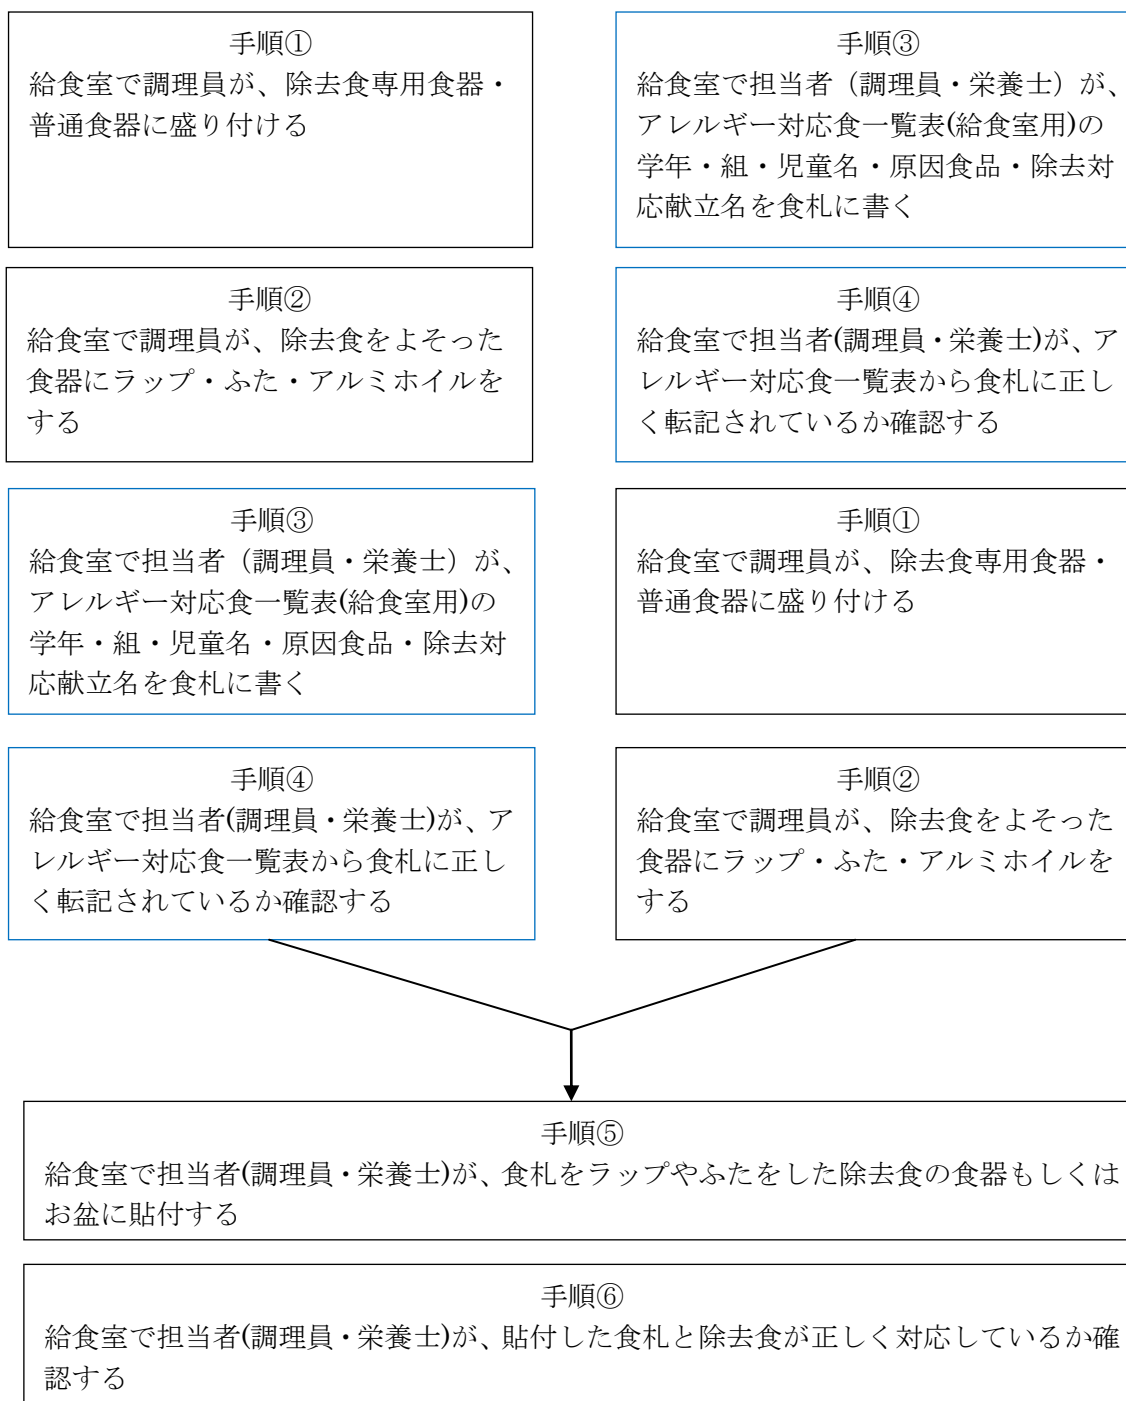 手順①
給食室で調理員が、除去食専用食器・
普通食器に盛り付ける
手順②
給食室で調理員が、除去食をよそった
食器にラップ・ふた・アルミホイルを
する
手順③
給食室で担当者（調理員・栄養士）が、
アレルギー対応食一覧表(給食室用)の
学年・組・児童名・原因食品・除去対
応献立名を食札に書く
手順④
給食室で担当者(調理員・栄養士)が、ア
レルギー対応食一覧表から食札に正し
く転記されているか確認する
手順③
給食室で担当者（調理員・栄養士）が、
アレルギー対応食一覧表(給食室用)の
学年・組・児童名・原因食品・除去対
応献立名を食札に書く
手順④
給食室で担当者(調理員・栄養士)が、ア
レルギー対応食一覧表から食札に正し
く転記されているか確認する
手順①
給食室で調理員が、除去食専用食器・
普通食器に盛り付ける
手順②
給食室で調理員が、除去食をよそった
食器にラップ・ふた・アルミホイルを
する
手順⑤
給食室で担当者(調理員・栄養士)が、食札をラップやふたをした除去食の食器もしくは
お盆に貼付する
手順⑥
給食室で担当者(調理員・栄養士)が、貼付した食札と除去食が正しく対応しているか確
認する